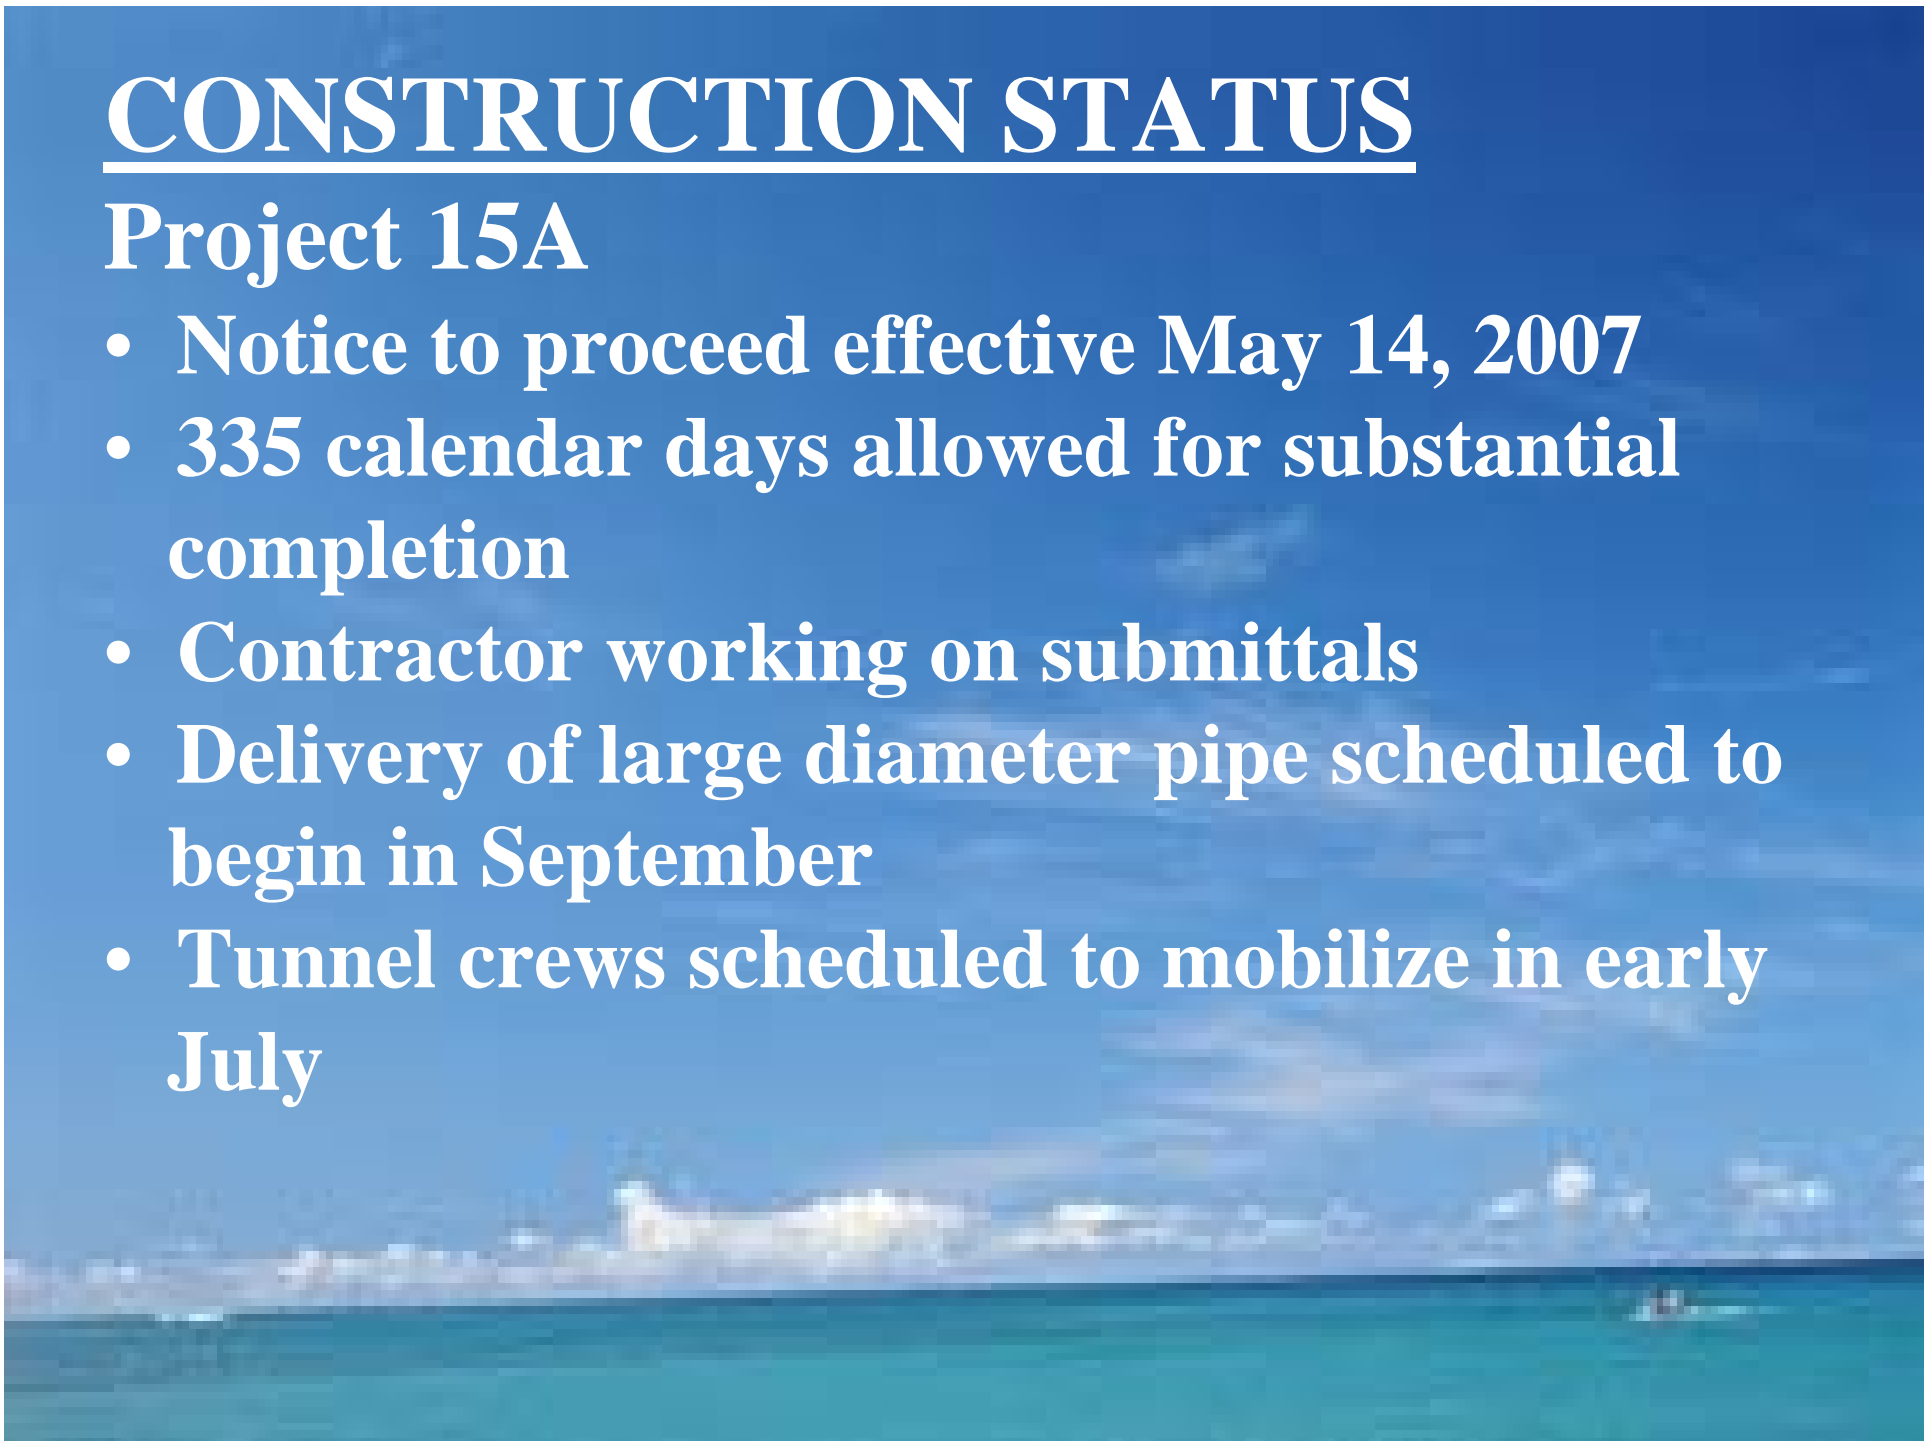 CONSTRUCTION STATUS
Project 15A
• Notice to proceed effective May 14, 2007
• 335 calendar days allowed for substantial
completion
• Contractor working on submittals
• Delivery of large diameter pipe scheduled to
begin in September
• Tunnel crews scheduled to mobilize in early
July